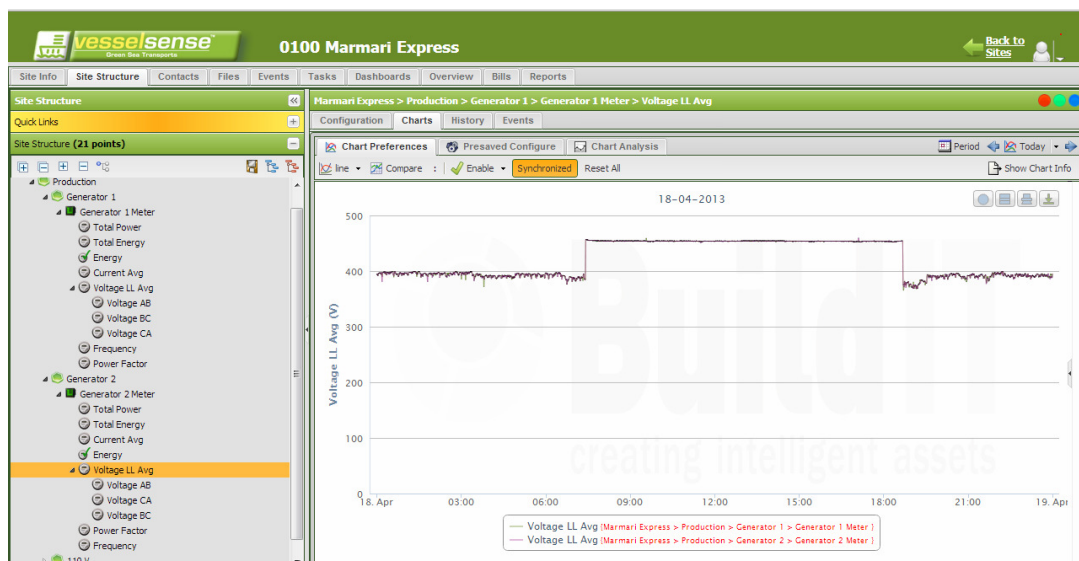 vesselsense
Green Sea Transports
0100 Marmari Express
Back to
Sites
Site Info Site Structure Contacts Files Events Tasks Dashboards Overview Bills Reports
Site Structure
Marmari Express > Production > Generator 1 > Generator 1 Meter > Voltage LL Avg
Quick Links
Configuration Charts History Events
Site Structure (21 points)
Chart Preferences Presaved Configure Chart Analysis Period Today
line Compare : Enable Synchronized Reset All Show Chart Info
Production
Generator 1
Generator 1 Meter
Total Power
Total Energy
Energy
Current Avg
Voltage LL Avg
Voltage AB
Voltage BC
Voltage CA
Frequency
Power Factor
Generator 2
Generator 2 Meter
Total Power
Total Energy
Current Avg
Energy
Voltage LL Avg
Voltage AB
Voltage CA
Voltage BC
Power Factor
Frequency
110 V
18-04-2013
Voltage LL Avg (V)
500
400
300
200
100
0
BuildIT
creating intelligent assets
18. Apr 03:00 06:00 09:00 12:00 15:00 18:00 21:00 19. Apr
Voltage LL Avg (Marmari Express > Production > Generator 1 > Generator 1 Meter )
Voltage LL Avg (Marmari Express > Production > Generator 2 > Generator 2 Meter )